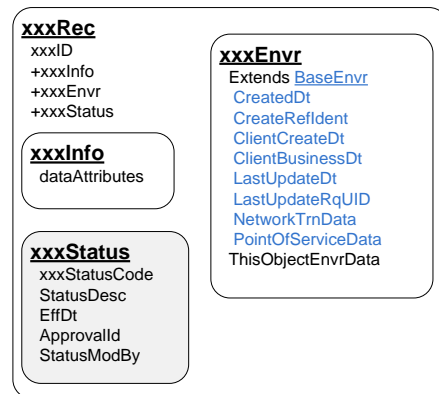 xxxRec
xxxID
+xxxInfo
+xxxEnvr
+xxxStatus
xxxInfo
dataAttributes
xxxStatus
xxxStatusCode
StatusDesc
EffDt
ApprovalId
StatusModBy
xxxEnvr
Extends BaseEnvr
CreatedDt
CreateRefIdent
ClientCreateDt
ClientBusinessDt
LastUpdateDt
LastUpdateRqUID
NetworkTrnData
PointOfServiceData
ThisObjectEnvrData